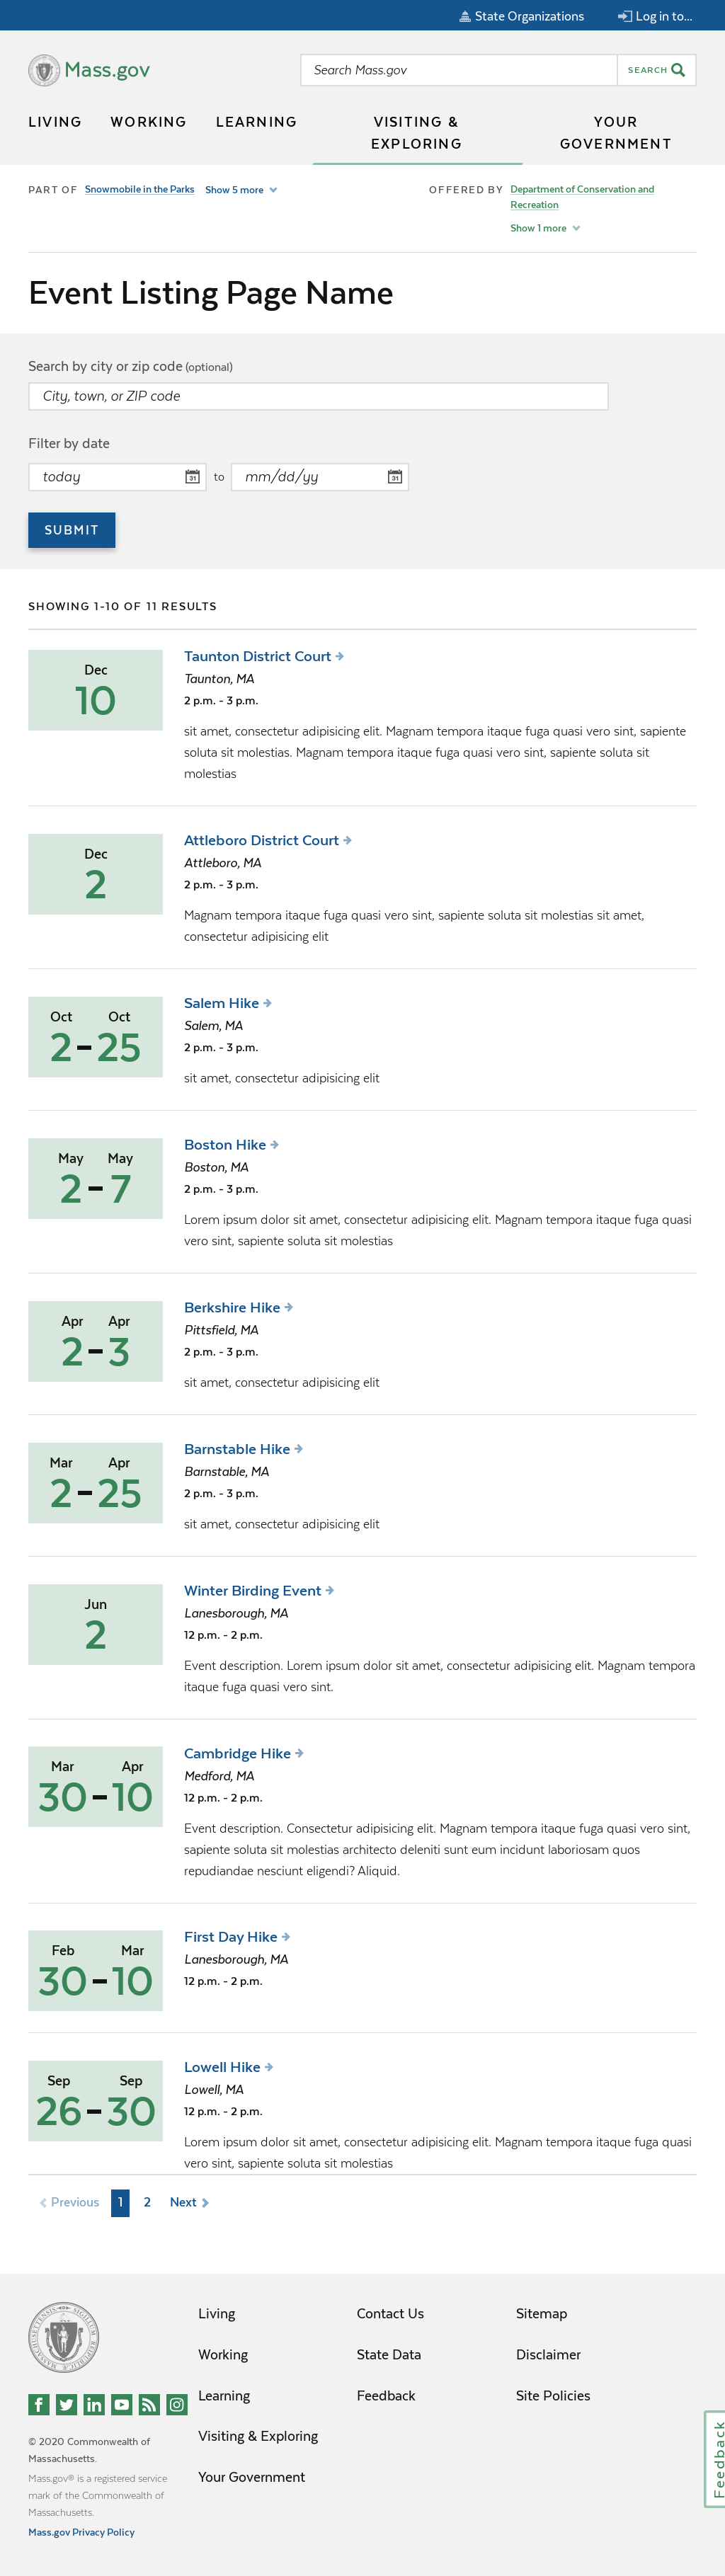 State Organizations
Log in to...
Mass.gov
Search Mass.gov
SEARCH
LIVING
WORKING
LEARNING
VISITING &
EXPLORING
YOUR
GOVERNMENT
PART OF
Snowmobile in the Parks
Show 5 more
OFFERED BY
Department of Conservation and
Recreation
Show 1 more
Event Listing Page Name
Search by city or zip code (optional)
City, town, or ZIP code
Filter by date
today
31
to
mm/dd/yy
31
SUBMIT
SHOWING 1-10 OF 11 RESULTS
Dec
10
Taunton District Court
Taunton, MA
2 p.m. - 3 p.m.
sit amet, consectetur adipisicing elit. Magnam tempora itaque fuga quasi vero sint, sapiente
soluta sit molestias. Magnam tempora itaque fuga quasi vero sint, sapiente soluta sit
molestias
Dec
2
Attleboro District Court
Attleboro, MA
2 p.m. - 3 p.m.
Magnam tempora itaque fuga quasi vero sint, sapiente soluta sit molestias sit amet,
consectetur adipisicing elit
Oct Oct
2 - 25
Salem Hike
Salem, MA
2 p.m. - 3 p.m.
sit amet, consectetur adipisicing elit
May May
2 - 7
Boston Hike
Boston, MA
2 p.m. - 3 p.m.
Lorem ipsum dolor sit amet, consectetur adipisicing elit. Magnam tempora itaque fuga quasi
vero sint, sapiente soluta sit molestias
Apr Apr
2 - 3
Berkshire Hike
Pittsfield, MA
2 p.m. - 3 p.m.
sit amet, consectetur adipisicing elit
Mar Apr
2 - 25
Barnstable Hike
Barnstable, MA
2 p.m. - 3 p.m.
sit amet, consectetur adipisicing elit
Jun
2
Winter Birding Event
Lanesborough, MA
12 p.m. - 2 p.m.
Event description. Lorem ipsum dolor sit amet, consectetur adipisicing elit. Magnam tempora
itaque fuga quasi vero sint.
Mar Apr
30 - 10
Cambridge Hike
Medford, MA
12 p.m. - 2 p.m.
Event description. Consectetur adipisicing elit. Magnam tempora itaque fuga quasi vero sint,
sapiente soluta sit molestias architecto deleniti sunt eum incidunt laboriosam quos
repudiandae nesciunt eligendi? Aliquid.
Feb Mar
30 - 10
First Day Hike
Lanesborough, MA
12 p.m. - 2 p.m.
Sep Sep
26 - 30
Lowell Hike
Lowell, MA
12 p.m. - 2 p.m.
Lorem ipsum dolor sit amet, consectetur adipisicing elit. Magnam tempora itaque fuga quasi
vero sint, sapiente soluta sit molestias
Previous
1
2
Next
Living
Working
Learning
Visiting & Exploring
Your Government
Contact Us
State Data
Feedback
Sitemap
Disclaimer
Site Policies
© 2020 Commonwealth of
Massachusetts.
Mass.gov® is a registered service
mark of the Commonwealth of
Massachusetts.
Mass.gov Privacy Policy
Feedback